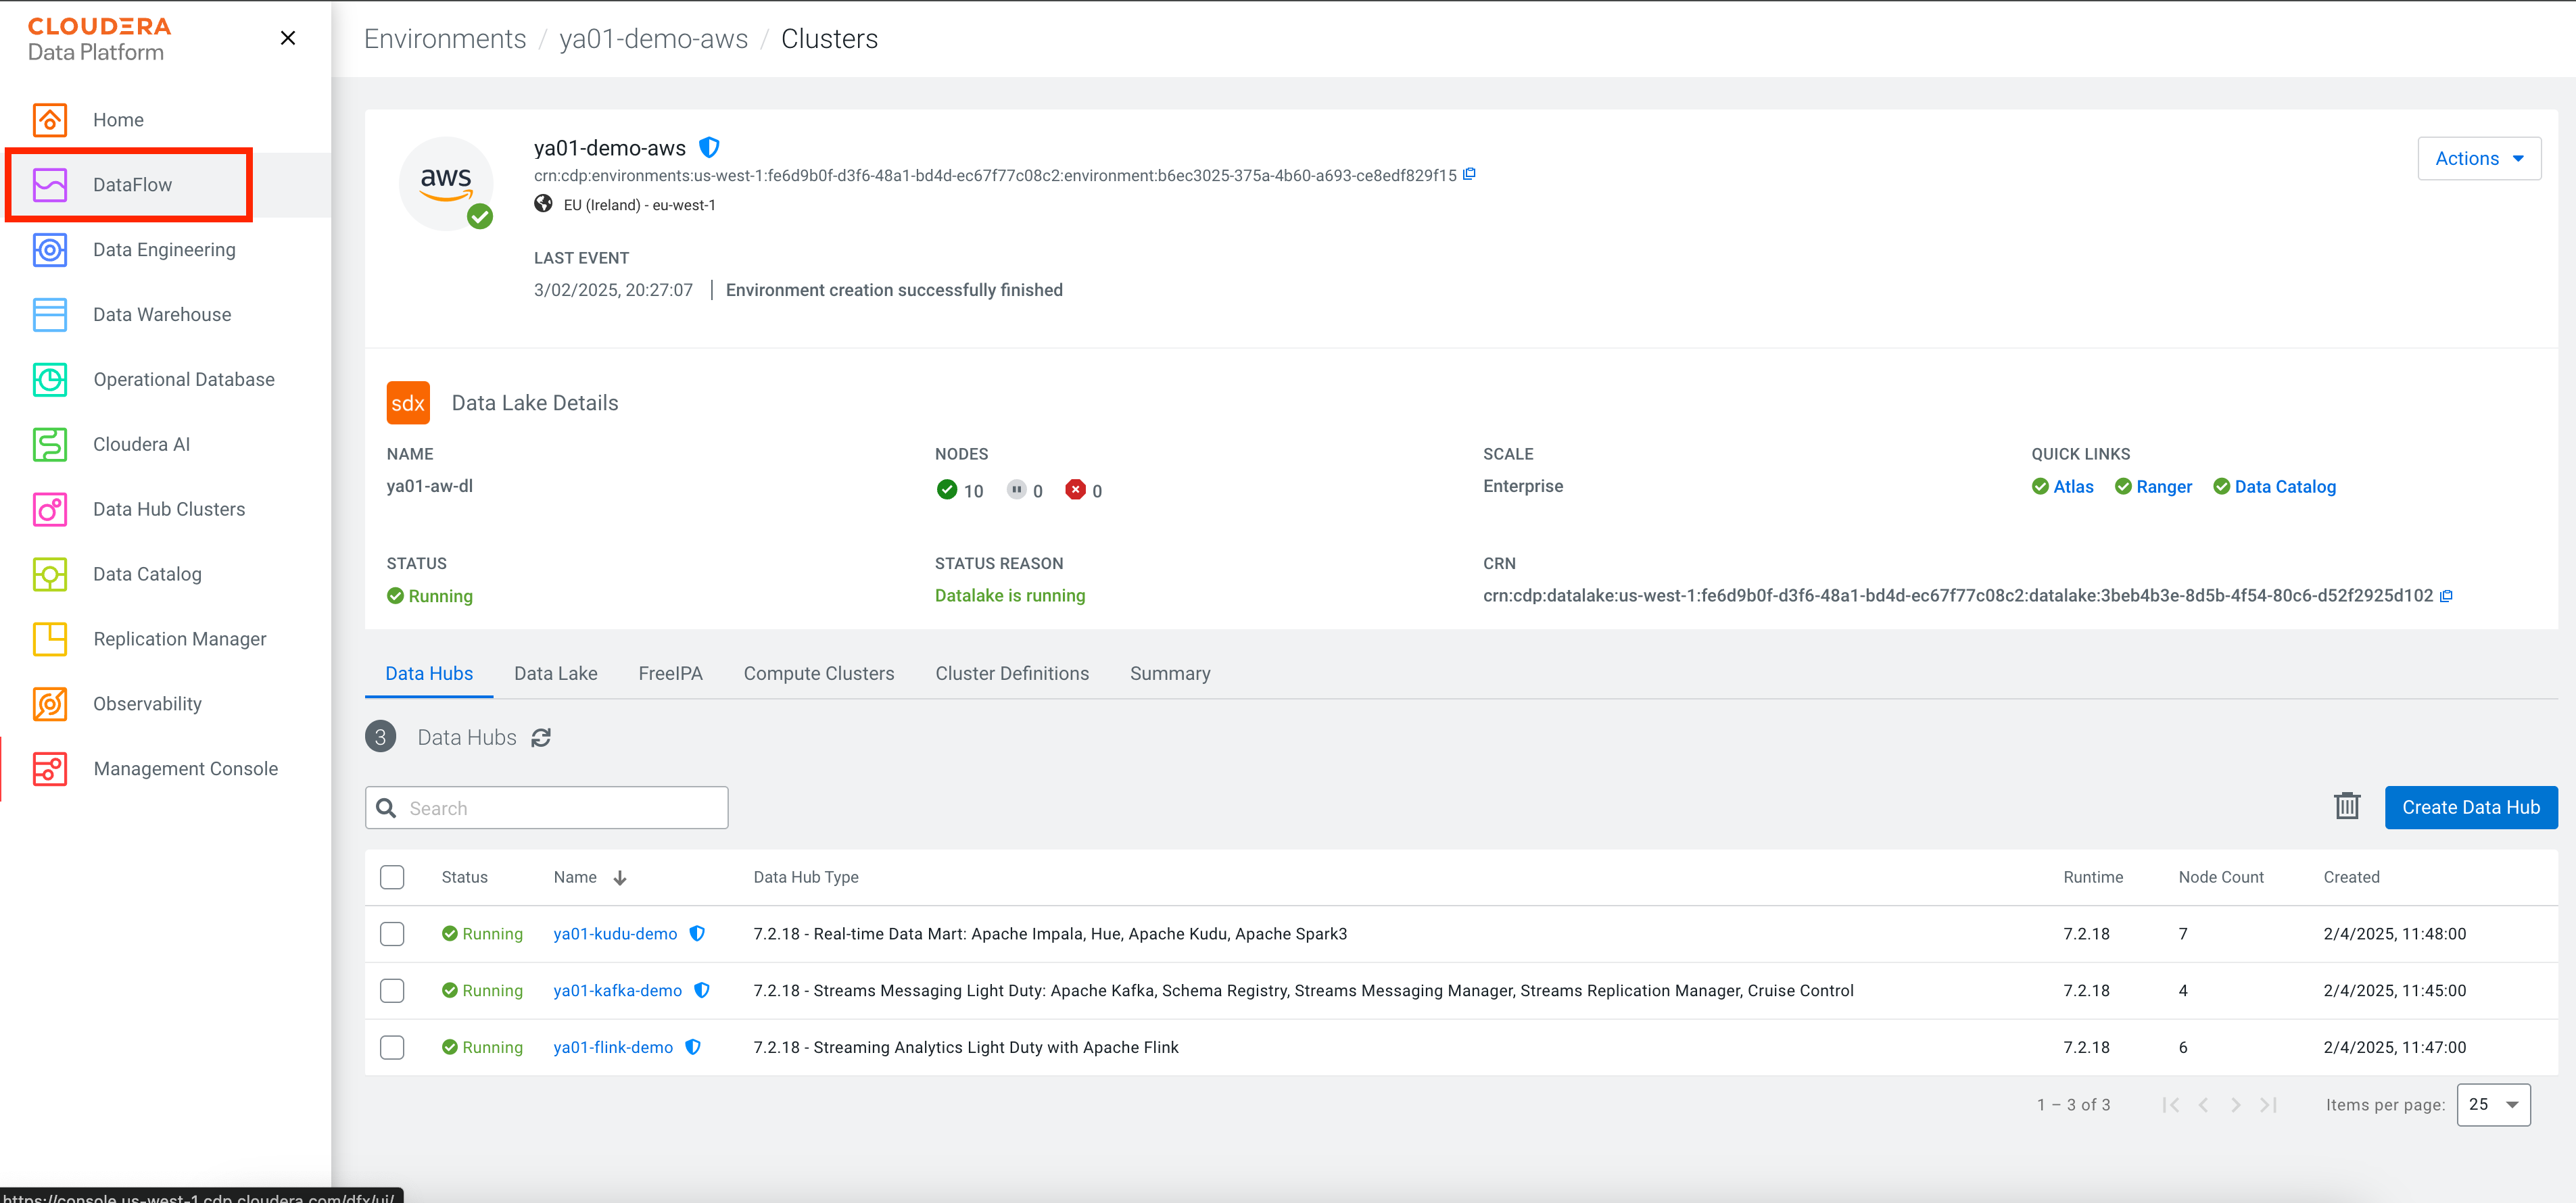 CLOUDERA
Data Platform
Home
DataFlow
Data Engineering
Data Warehouse
Operational Database
Cloudera AI
Data Hub Clusters
Data Catalog
Replication Manager
Observability
Management Console
Environments / ya01-demo-aws / Clusters
aws
ya01-demo-aws
crn:cdp:environments:us-west-1:fe6d9b0f-d3f6-48a1-bd4d-ec67f77c08c2:environment:b6ec3025-375a-4b60-a693-ce8edf829f15
EU (Ireland) - eu-west-1
Actions
LAST EVENT
3/02/2025, 20:27:07 | Environment creation successfully finished
sdx Data Lake Details
NAME NODES SCALE QUICK LINKS
ya01-aw-dl 10 0 0 Enterprise Atlas Ranger Data Catalog
STATUS STATUS REASON CRN
Running Datalake is running crn:cdp:datalake:us-west-1:fe6d9b0f-d3f6-48a1-bd4d-ec67f77c08c2:datalake:3beb4b3e-8d5b-4f54-80c6-d52f2925d102
Data Hubs Data Lake FreeIPA Compute Clusters Cluster Definitions Summary
3 Data Hubs
Search
Create Data Hub
Status Name Data Hub Type Runtime Node Count Created
Running ya01-kudu-demo 7.2.18 - Real-time Data Mart: Apache Impala, Hue, Apache Kudu, Apache Spark3 7.2.18 7 2/4/2025, 11:48:00
Running ya01-kafka-demo 7.2.18 - Streams Messaging Light Duty: Apache Kafka, Schema Registry, Streams Messaging Manager, Streams Replication Manager, Cruise Control 7.2.18 4 2/4/2025, 11:45:00
Running ya01-flink-demo 7.2.18 - Streaming Analytics Light Duty with Apache Flink 7.2.18 6 2/4/2025, 11:47:00
1 – 3 of 3 Items per page: 25
https://console.us-west-1.cdp.cloudera.com/dfx/ui/